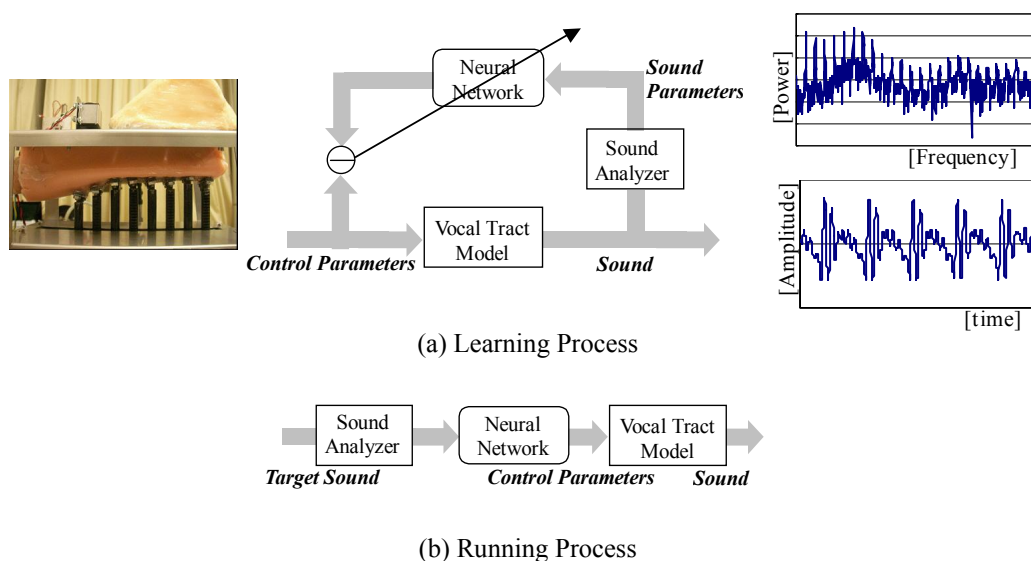 Neural
Network
Sound
Parameters
Sound
Analyzer
Vocal Tract
Model
Control Parameters
Sound
[Power]
[Frequency]
[Amplitude]
[time]
(a) Learning Process
Sound
Analyzer
Neural
Network
Vocal Tract
Model
Target Sound
Control Parameters
Sound
(b) Running Process